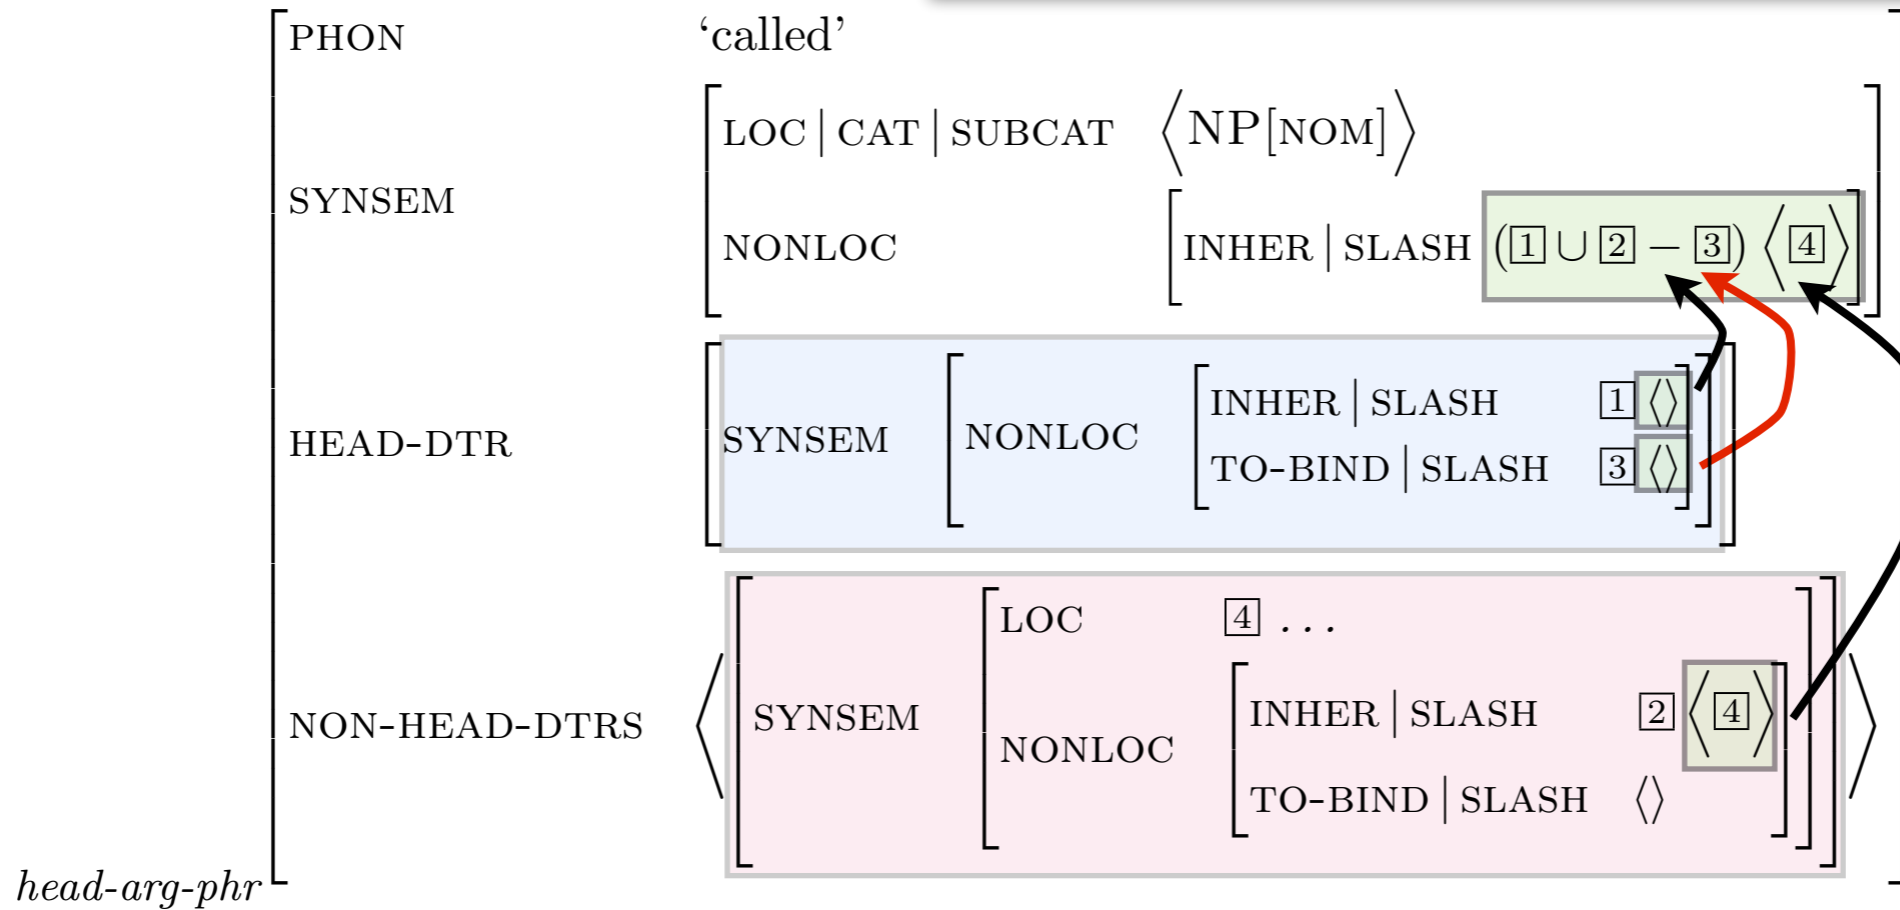 PHON ‘called’
LOC | CAT | SUBCAT ⟨NP[NOM]⟩
SYNSEM
NONLOC [INHER | SLASH (1 ∪ 2 − 3) ⟨4⟩]
INHER | SLASH 1 ⟨⟩
HEAD-DTR SYNSEM NONLOC
TO-BIND | SLASH 3 ⟨⟩
LOC 4 ...
INHER | SLASH 2 ⟨4⟩
NON-HEAD-DTRS SYNSEM
NONLOC
TO-BIND | SLASH ⟨⟩
head-arg-phr